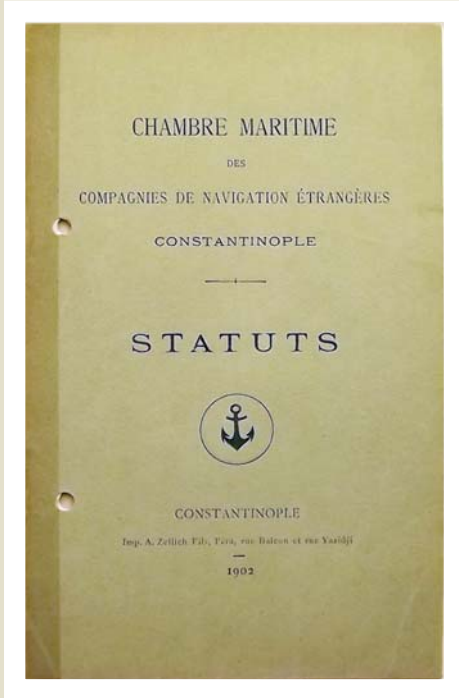 CHAMBRE MARITIME
DES
COMPAGNIES DE NAVIGATION ÉTRANGÈRES
CONSTANTINOPLE
STATUTS
CONSTANTINOPLE
Imp. A. Zellich Fils, Péra, rue Balcon et rue Yazidji
1902